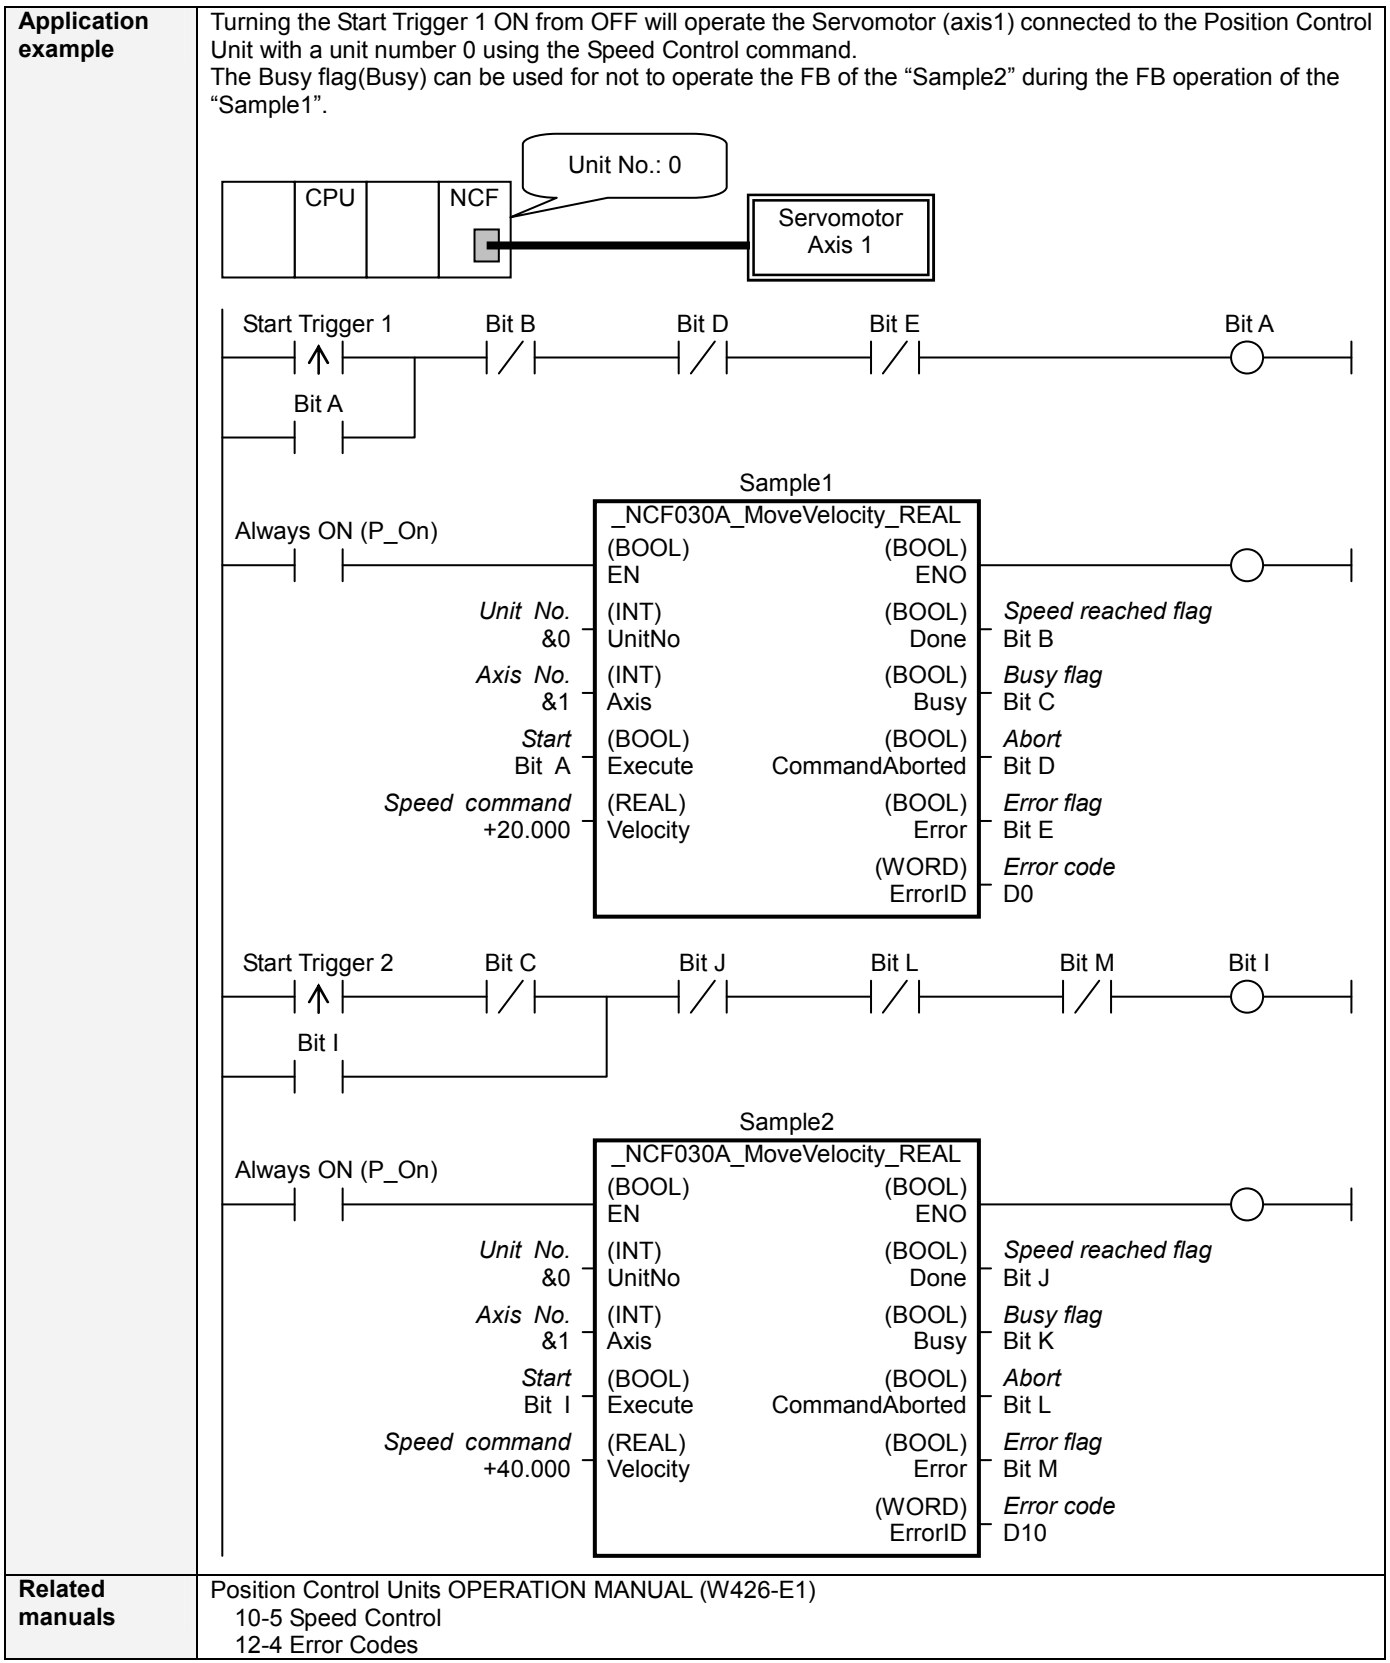 Application
example
Turning the Start Trigger 1 ON from OFF will operate the Servomotor (axis1) connected to the Position Control
Unit with a unit number 0 using the Speed Control command.
The Busy flag(Busy) can be used for not to operate the FB of the “Sample2” during the FB operation of the
“Sample1”.
Unit No.: 0
CPU NCF
Servomotor
Axis 1
Start Trigger 1 Bit B Bit D Bit E Bit A
Bit A
Sample1
_NCF030A_MoveVelocity_REAL
Always ON (P_On)
(BOOL) (BOOL)
EN ENO
Unit No. (INT) (BOOL) Speed reached flag
&0 UnitNo Done Bit B
Axis No. (INT) (BOOL) Busy flag
&1 Axis Busy Bit C
Start (BOOL) (BOOL) Abort
Bit A Execute CommandAborted Bit D
Speed command (REAL) (BOOL) Error flag
+20.000 Velocity Error Bit E
(WORD) Error code
ErrorID D0
Start Trigger 2 Bit C Bit J Bit L Bit M Bit I
Bit I
Sample2
_NCF030A_MoveVelocity_REAL
Always ON (P_On)
(BOOL) (BOOL)
EN ENO
Unit No. (INT) (BOOL) Speed reached flag
&0 UnitNo Done Bit J
Axis No. (INT) (BOOL) Busy flag
&1 Axis Busy Bit K
Start (BOOL) (BOOL) Abort
Bit I Execute CommandAborted Bit L
Speed command (REAL) (BOOL) Error flag
+40.000 Velocity Error Bit M
(WORD) Error code
ErrorID D10
Related
manuals
Position Control Units OPERATION MANUAL (W426-E1)
10-5 Speed Control
12-4 Error Codes